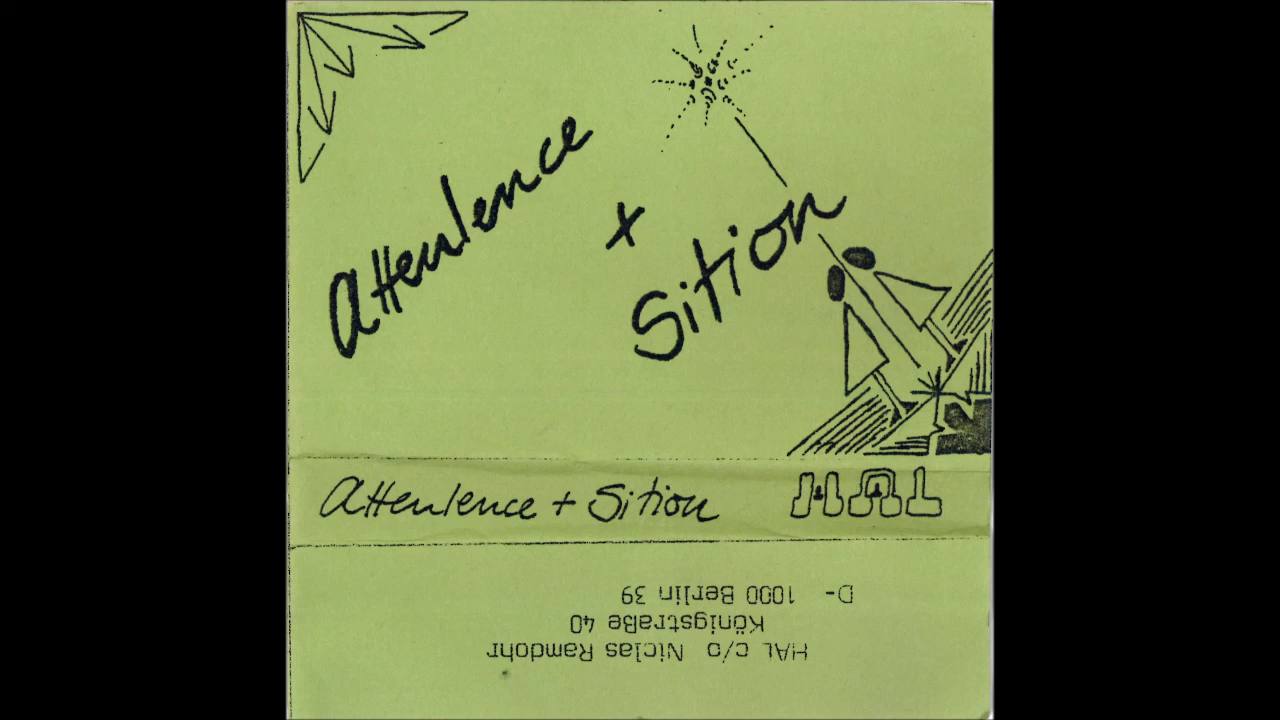 Attenlence
+
Sition
Attenlence + Sition HAL
HAL c/o Niclas Ramdohr
Königstraße 40
D- 1000 Berlin 39